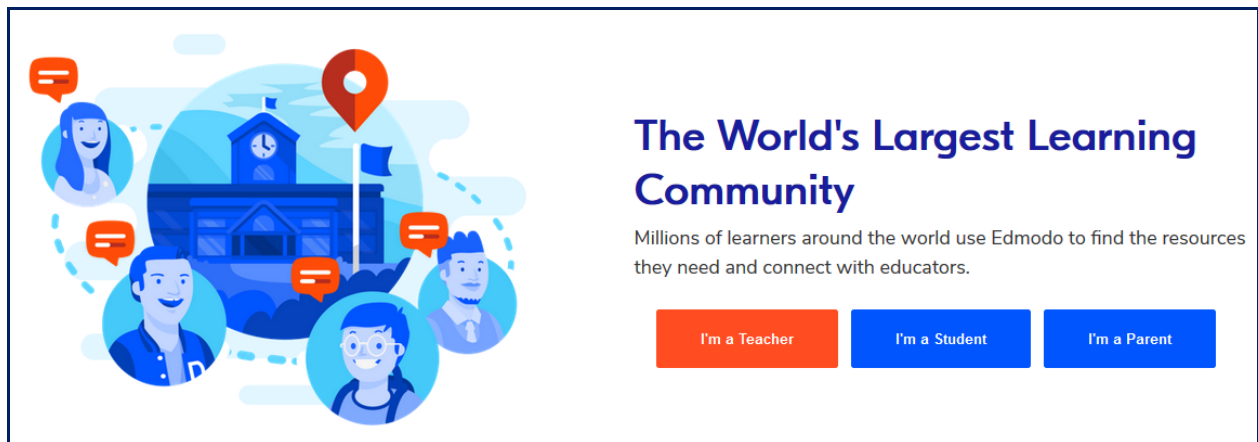 The World's Largest Learning
Community
Millions of learners around the world use Edmodo to find the resources
they need and connect with educators.
I'm a Teacher
I'm a Student
I'm a Parent
D